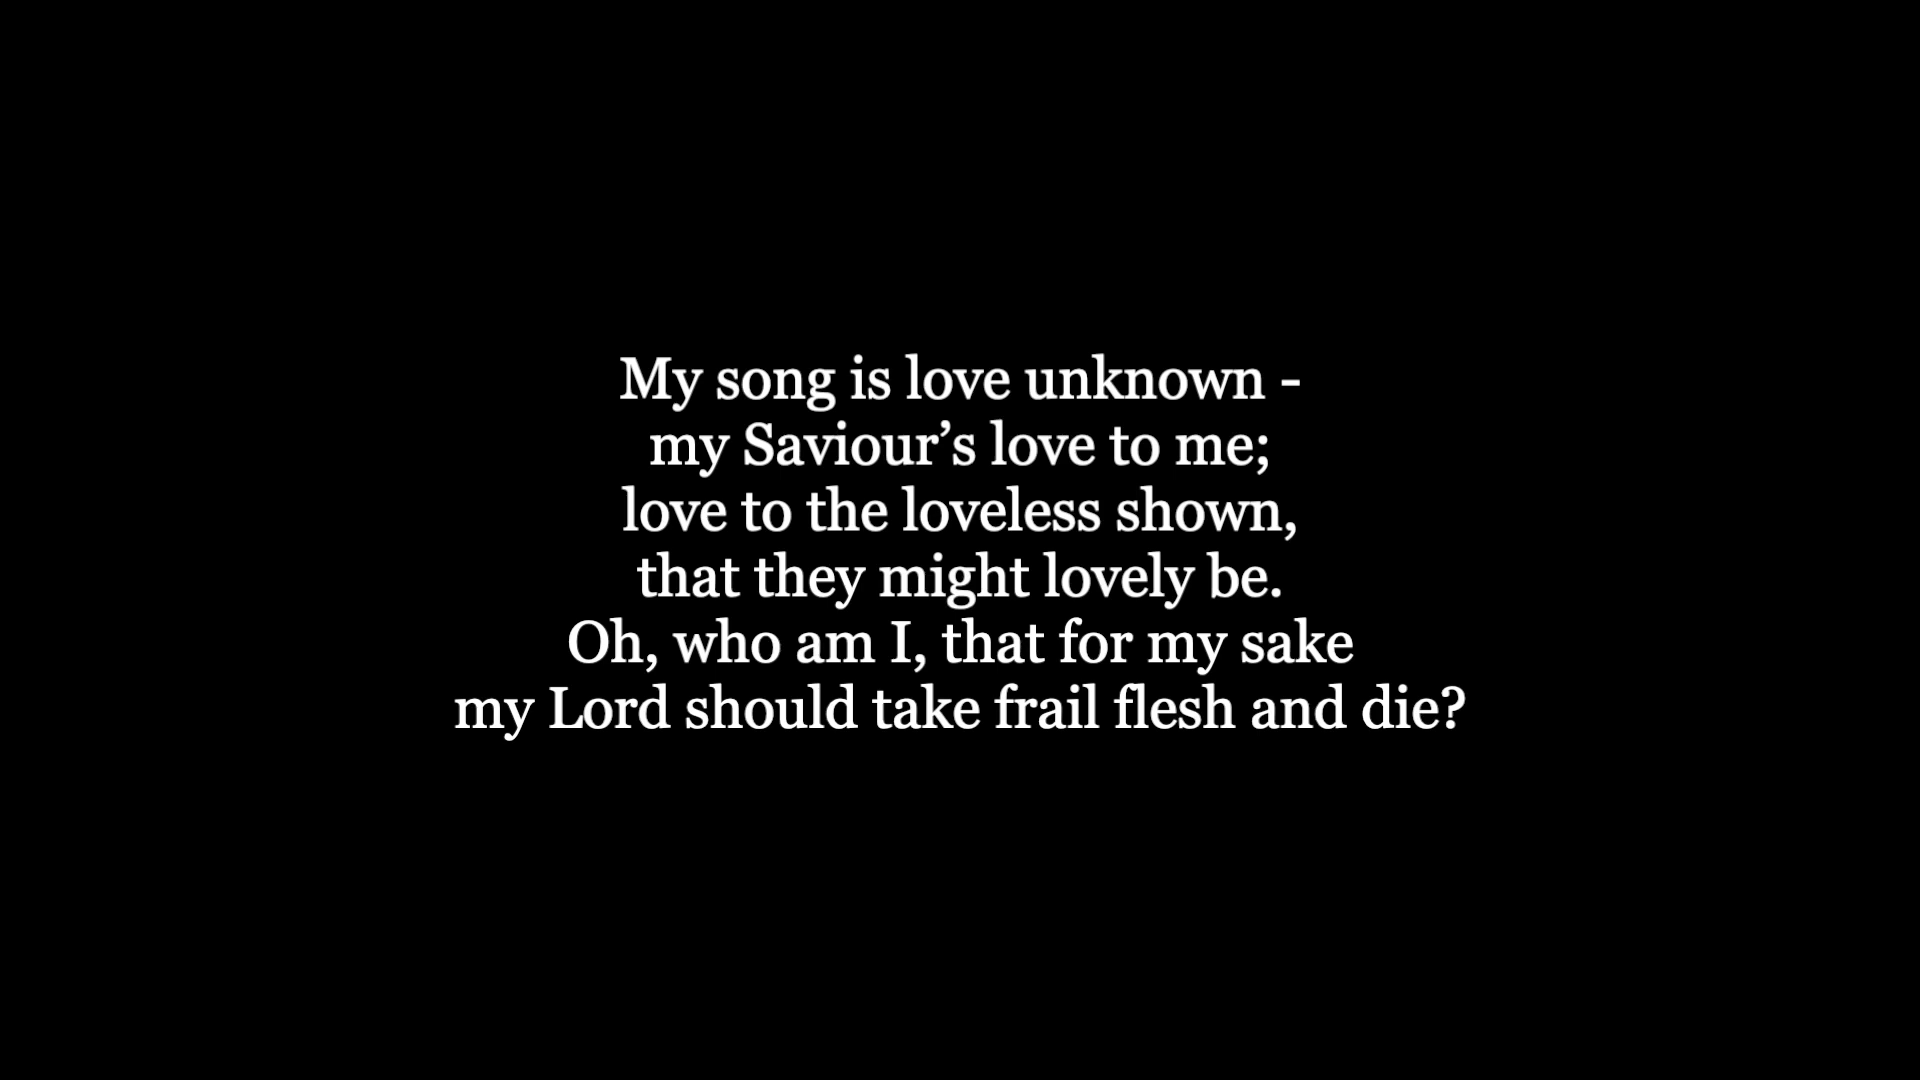 My song is love unknown -
my Saviour’s love to me;
love to the loveless shown,
that they might lovely be.
Oh, who am I, that for my sake
my Lord should take frail flesh and die?